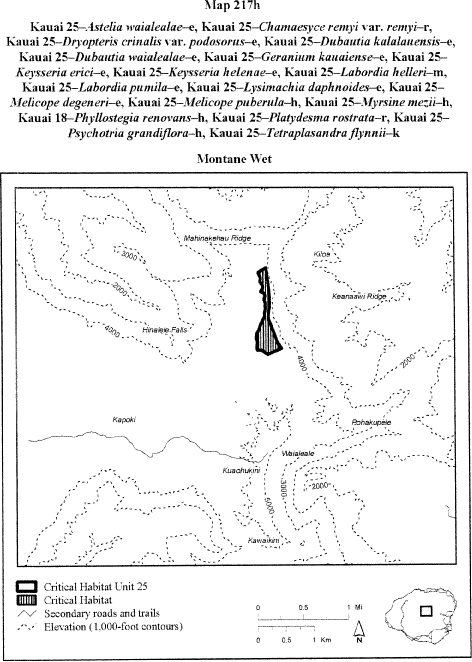 Map 217h
Kauai 25–Astelia waialealae–e, Kauai 25–Chamaesyce remyi var. remyi–r,
Kauai 25–Dryopteris crinalis var. podosorus–e, Kauai 25–Dubautia kalalauensis–e,
Kauai 25–Dubautia waialealae–e, Kauai 25–Geranium kauaiense–e, Kauai 25–
Keysseria erici–e, Kauai 25–Keysseria helenae–e, Kauai 25–Labordia helleri–m,
Kauai 25–Labordia pumila–e, Kauai 25–Lysimachia daphnoides–e, Kauai 25–
Melicope degeneri–e, Kauai 25–Melicope puberula–h, Kauai 25–Myrsine mezii–h,
Kauai 18–Phyllostegia renovans–h, Kauai 25–Platydesma rostrata–r, Kauai 25–
Psychotria grandiflora–h, Kauai 25–Tetraplasandra flynnii–k
Montane Wet
Mahinakehau Ridge
Kiloa
3000
2000
Keanaawi Ridge
4000
Hinalele Falls
4000
2000
Kapoki
Pohakupele
Waialeale
Kuachukini
3000
2000
5000
Kawaikini
Critical Habitat Unit 25
Critical Habitat
Secondary roads and trails
Elevation (1,000-foot contours)
0 0.5 1 Mi
0 0.5 1 Km
N